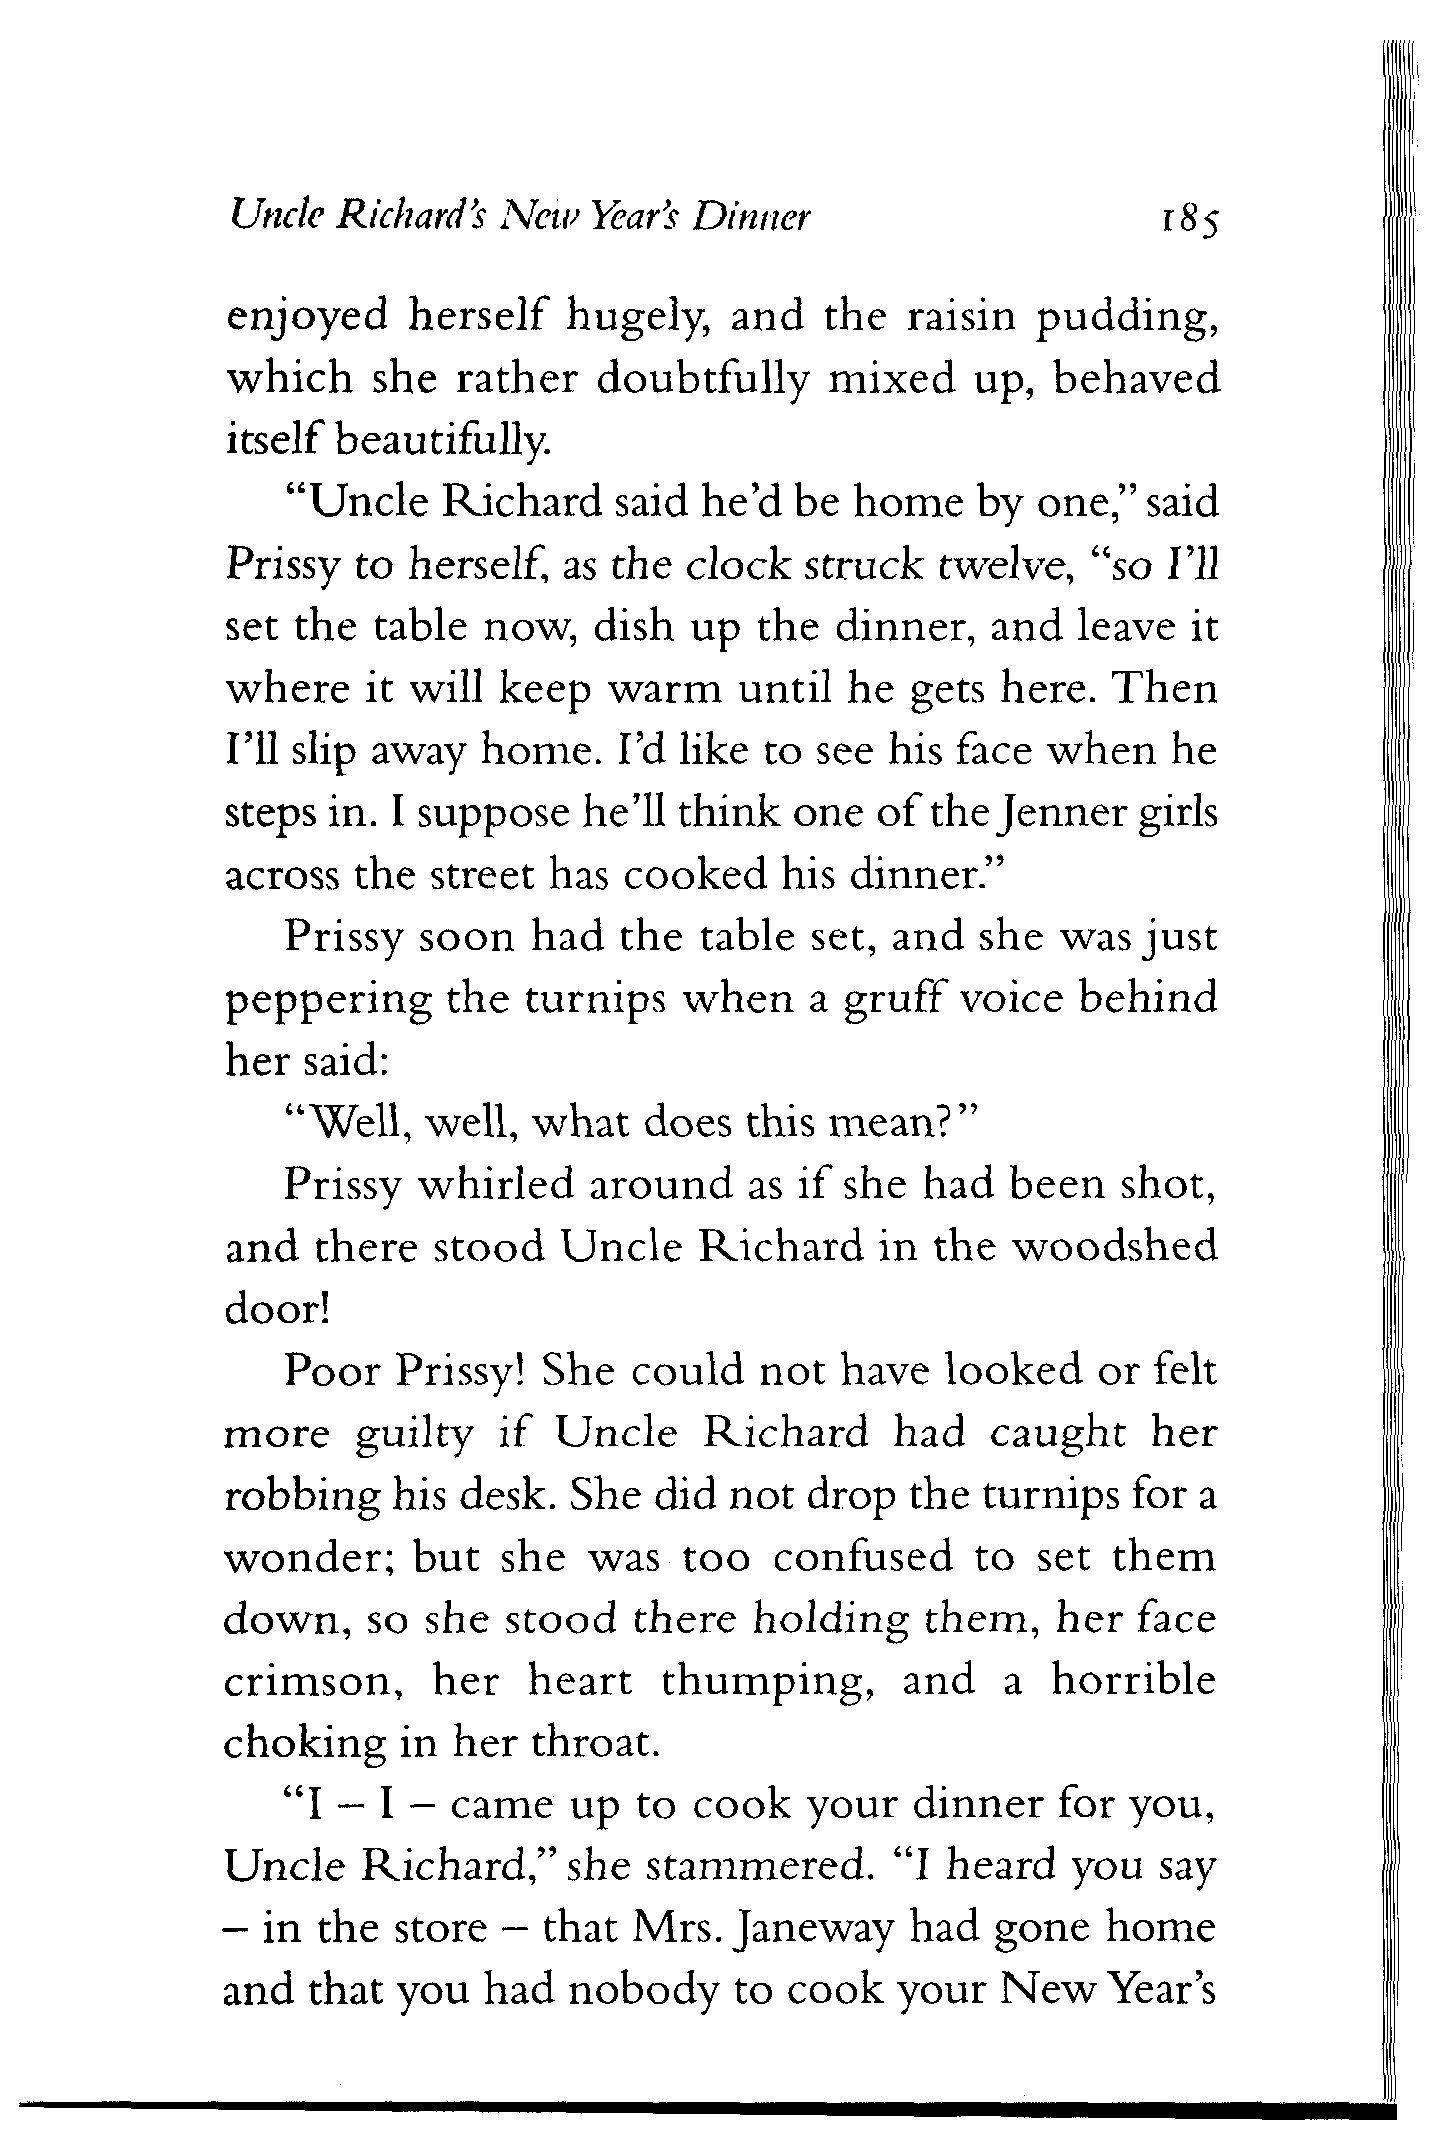 Uncle Richard's New Year's Dinner 185
enjoyed herself hugely, and the raisin pudding,
which she rather doubtfully mixed up, behaved
itself beautifully.
“Uncle Richard said he’d be home by one,” said
Prissy to herself, as the clock struck twelve, “so I’ll
set the table now, dish up the dinner, and leave it
where it will keep warm until he gets here. Then
I’ll slip away home. I’d like to see his face when he
steps in. I suppose he’ll think one of the Jenner girls
across the street has cooked his dinner.”
Prissy soon had the table set, and she was just
peppering the turnips when a gruff voice behind
her said:
“Well, well, what does this mean?”
Prissy whirled around as if she had been shot,
and there stood Uncle Richard in the woodshed
door!
Poor Prissy! She could not have looked or felt
more guilty if Uncle Richard had caught her
robbing his desk. She did not drop the turnips for a
wonder; but she was too confused to set them
down, so she stood there holding them, her face
crimson, her heart thumping, and a horrible
choking in her throat.
“I – I – came up to cook your dinner for you,
Uncle Richard,” she stammered. “I heard you say
– in the store – that Mrs. Janeway had gone home
and that you had nobody to cook your New Year’s